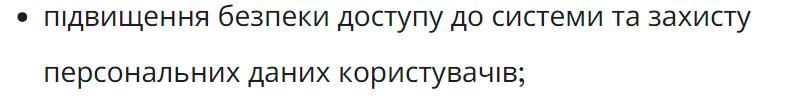 • підвищення безпеки доступу до системи та захисту
персональних даних користувачів;